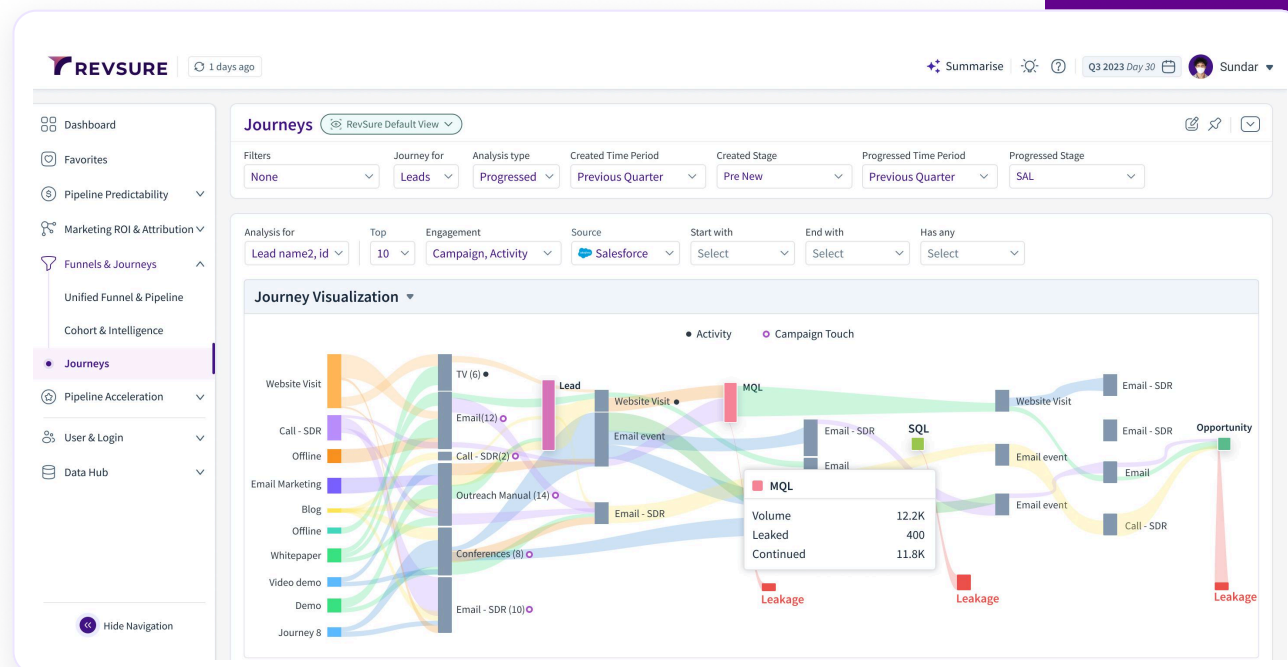 REVSURE
1 days ago
Summarise
Q3 2023 Day 30
Sundar
Dashboard
Favorites
Pipeline Predictability
Marketing ROI & Attribution
Funnels & Journeys
Unified Funnel & Pipeline
Cohort & Intelligence
Journeys
Pipeline Acceleration
User & Login
Data Hub
Hide Navigation
Journeys
RevSure Default View
Filters
Journey for
Analysis type
Created Time Period
Created Stage
Progressed Time Period
Progressed Stage
None
Leads
Progressed
Previous Quarter
Pre New
Previous Quarter
SAL
Analysis for
Top
Engagement
Source
Start with
End with
Has any
Lead name2, id
10
Campaign, Activity
Salesforce
Select
Select
Select
Journey Visualization
Activity
Campaign Touch
Website Visit
Call - SDR
Offline
Email Marketing
Blog
Offline
Whitepaper
Video demo
Demo
Journey 8
TV (6)
Email(12)
Call - SDR(2)
Outreach Manual (14)
Conferences (8)
Email - SDR (10)
Lead
Website Visit
Email event
Email - SDR
MQL
Email - SDR
Email
SQL
Website Visit
Email event
Email event
Email - SDR
Email - SDR
Email
Call - SDR
Opportunity
MQL
Volume 12.2K
Leaked 400
Continued 11.8K
Leakage
Leakage
Leakage